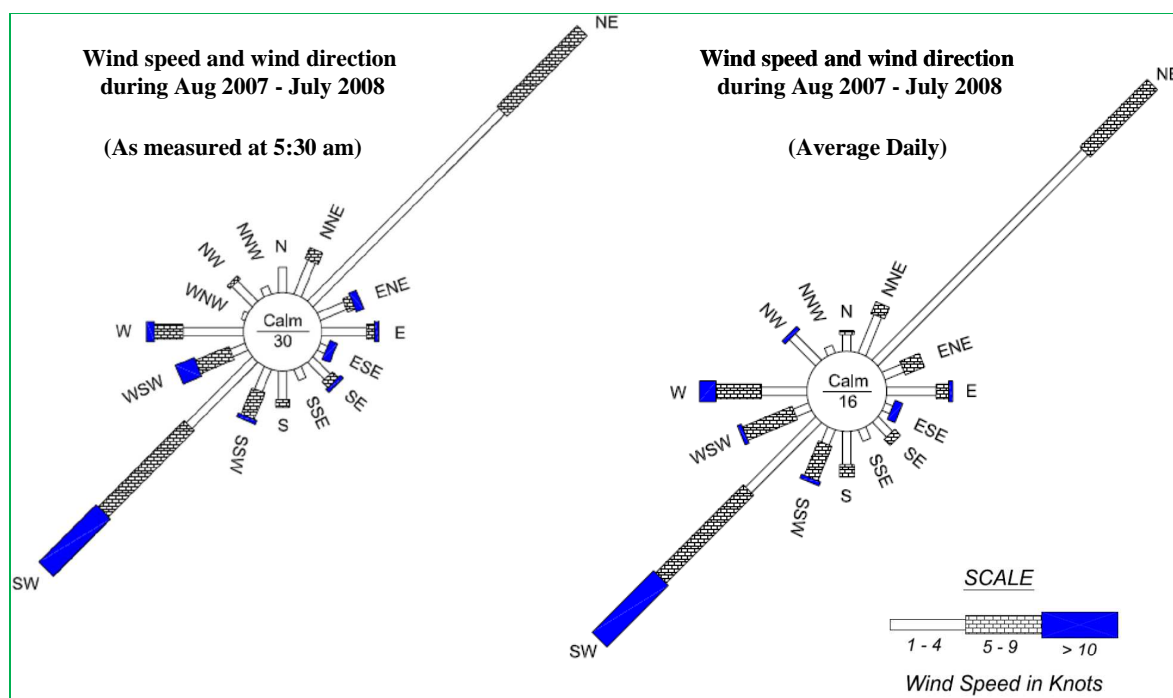 Wind speed and wind direction
during Aug 2007 - July 2008
(As measured at 5:30 am)
NE
N
NNE
NNW
NW
WNW
ENE
W
Calm
30
E
WSW
ESE
SE
SSE
S
SSW
SW
Wind speed and wind direction
during Aug 2007 - July 2008
(Average Daily)
NE
N
NNE
NNW
NW
ENE
W
Calm
16
E
WSW
ESE
SE
SSE
S
SSW
SW
SCALE
1 - 4 5 - 9 > 10
Wind Speed in Knots